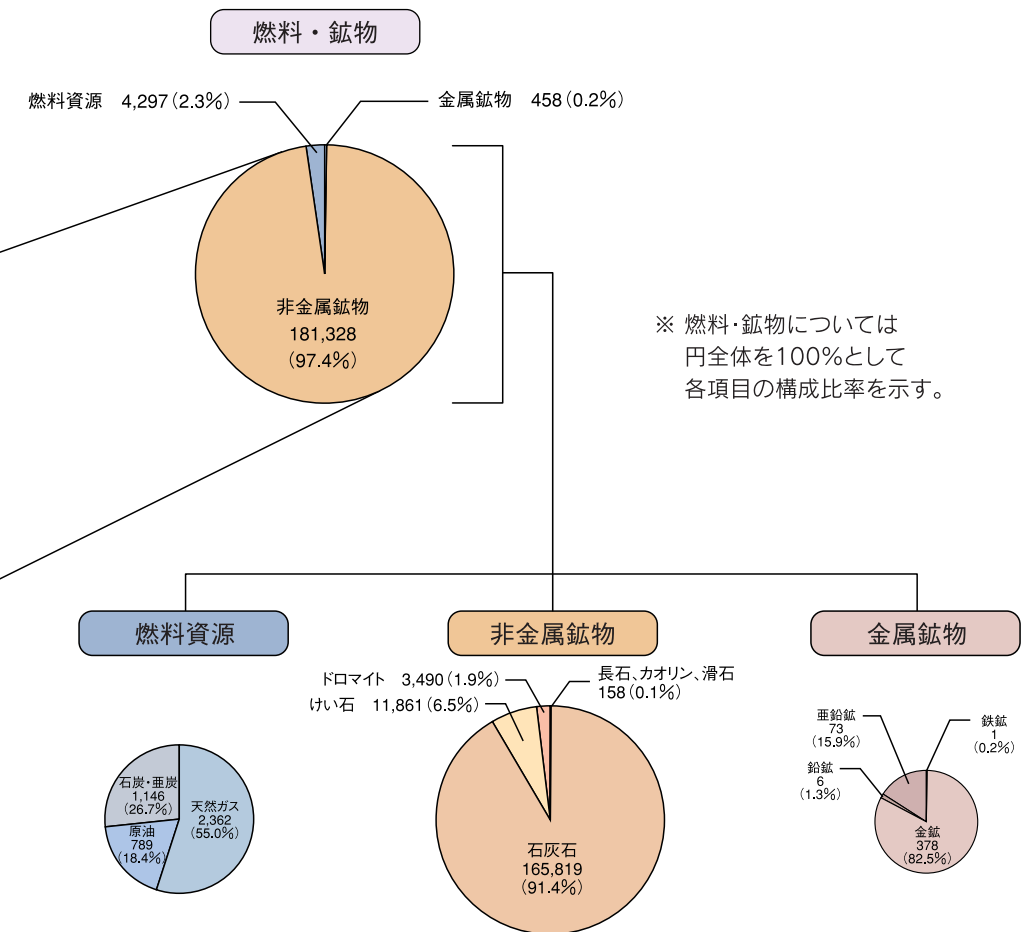 燃料・鉱物
燃料資源 4,297(2.3%)
金属鉱物 458(0.2%)
非金属鉱物
181,328
(97.4%)
※ 燃料・鉱物については
円全体を100%として
各項目の構成比率を示す。
燃料資源
非金属鉱物
金属鉱物
石炭・亜炭
1,146
(26.7%)
天然ガス
2,362
(55.0%)
原油
789
(18.4%)
ドロマイト 3,490(1.9%)
けい石 11,861(6.5%)
長石、カオリン、滑石
158(0.1%)
石灰石
165,819
(91.4%)
亜鉛鉱
73
(15.9%)
鉄鉱
1
(0.2%)
鉛鉱
6
(1.3%)
金鉱
378
(82.5%)